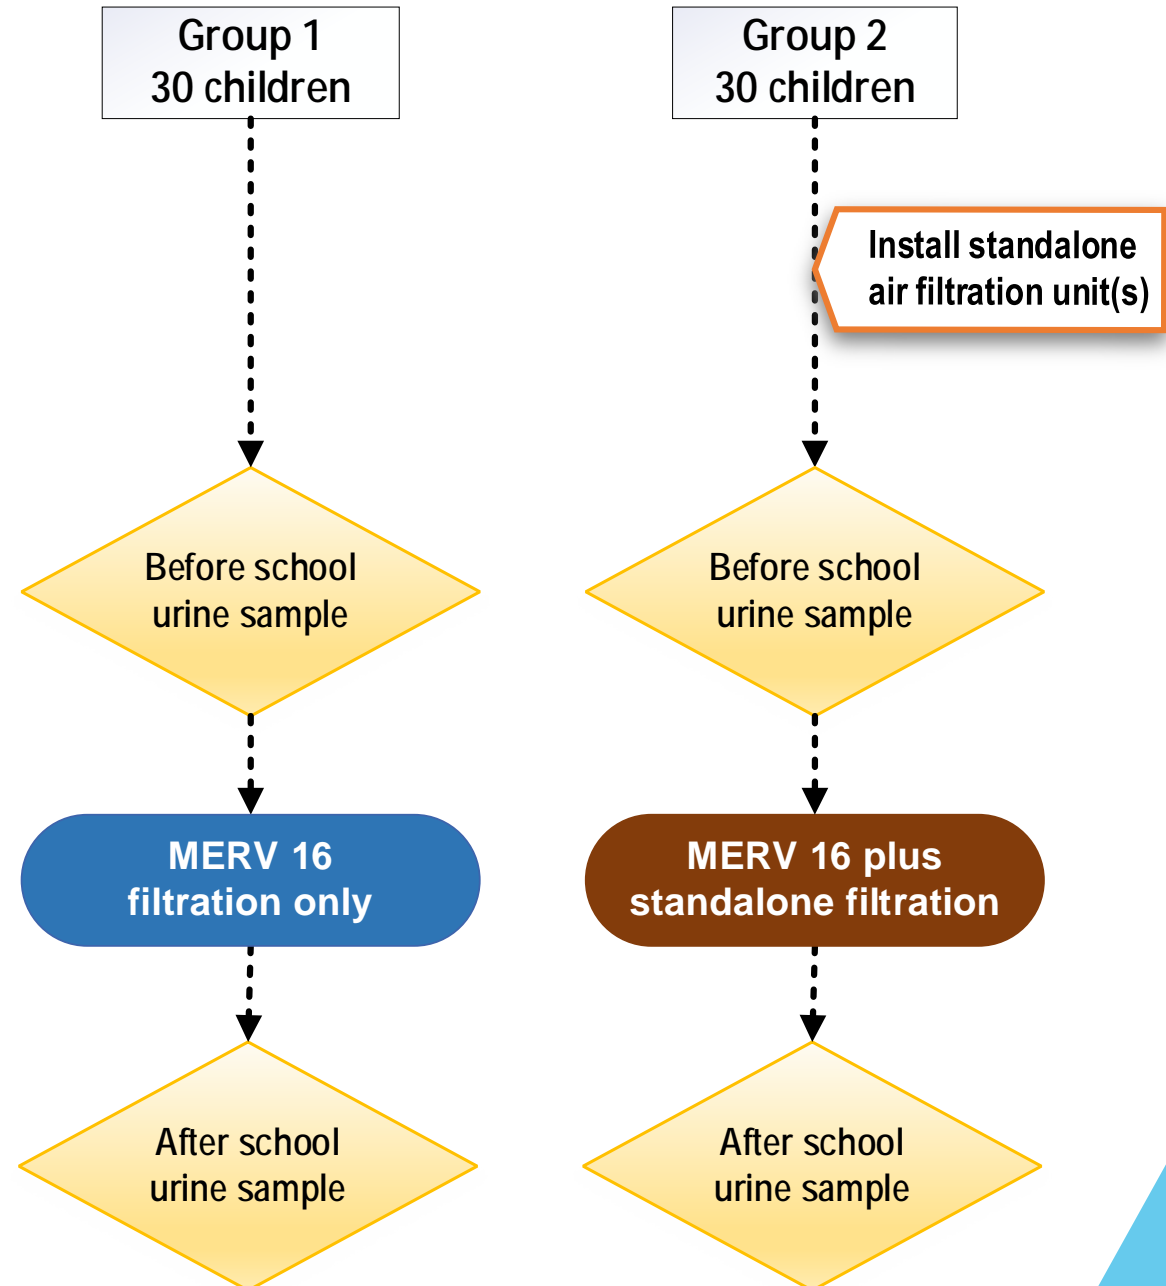 Group 1
30 children
Group 2
30 children
Install standalone
air filtration unit(s)
Before school
urine sample
Before school
urine sample
MERV 16
filtration only
MERV 16 plus
standalone filtration
After school
urine sample
After school
urine sample